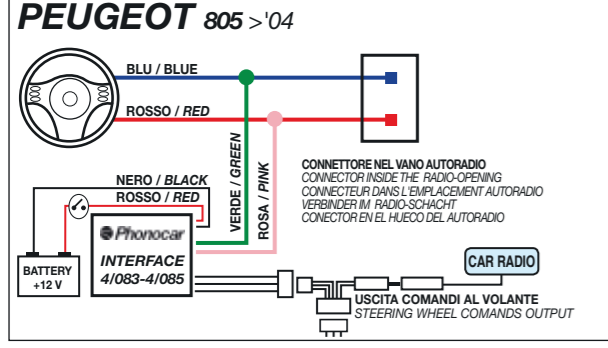 PEUGEOT 805 >'04
BLU / BLUE
ROSSO / RED
VERDE / GREEN
ROSA / PINK
CONNETTORE NEL VANO AUTORADIO
CONNECTOR INSIDE THE RADIO-OPENING
CONNECTEUR DANS L'EMPLACEMENT AUTORADIO
VERBINDER IM RADIO-SCHACHT
CONECTOR EN EL HUECO DEL AUTORADIO
NERO / BLACK
ROSSO / RED
Phonocar
INTERFACE
4/083-4/085
BATTERY
+12 V
CAR RADIO
USCITA COMANDI AL VOLANTE
STEERING WHEEL COMANDS OUTPUT